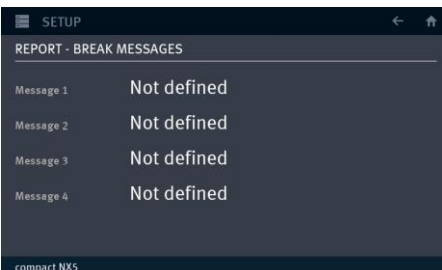 SETUP
REPORT - BREAK MESSAGES
Message 1 Not defined
Message 2 Not defined
Message 3 Not defined
Message 4 Not defined
compact NX5